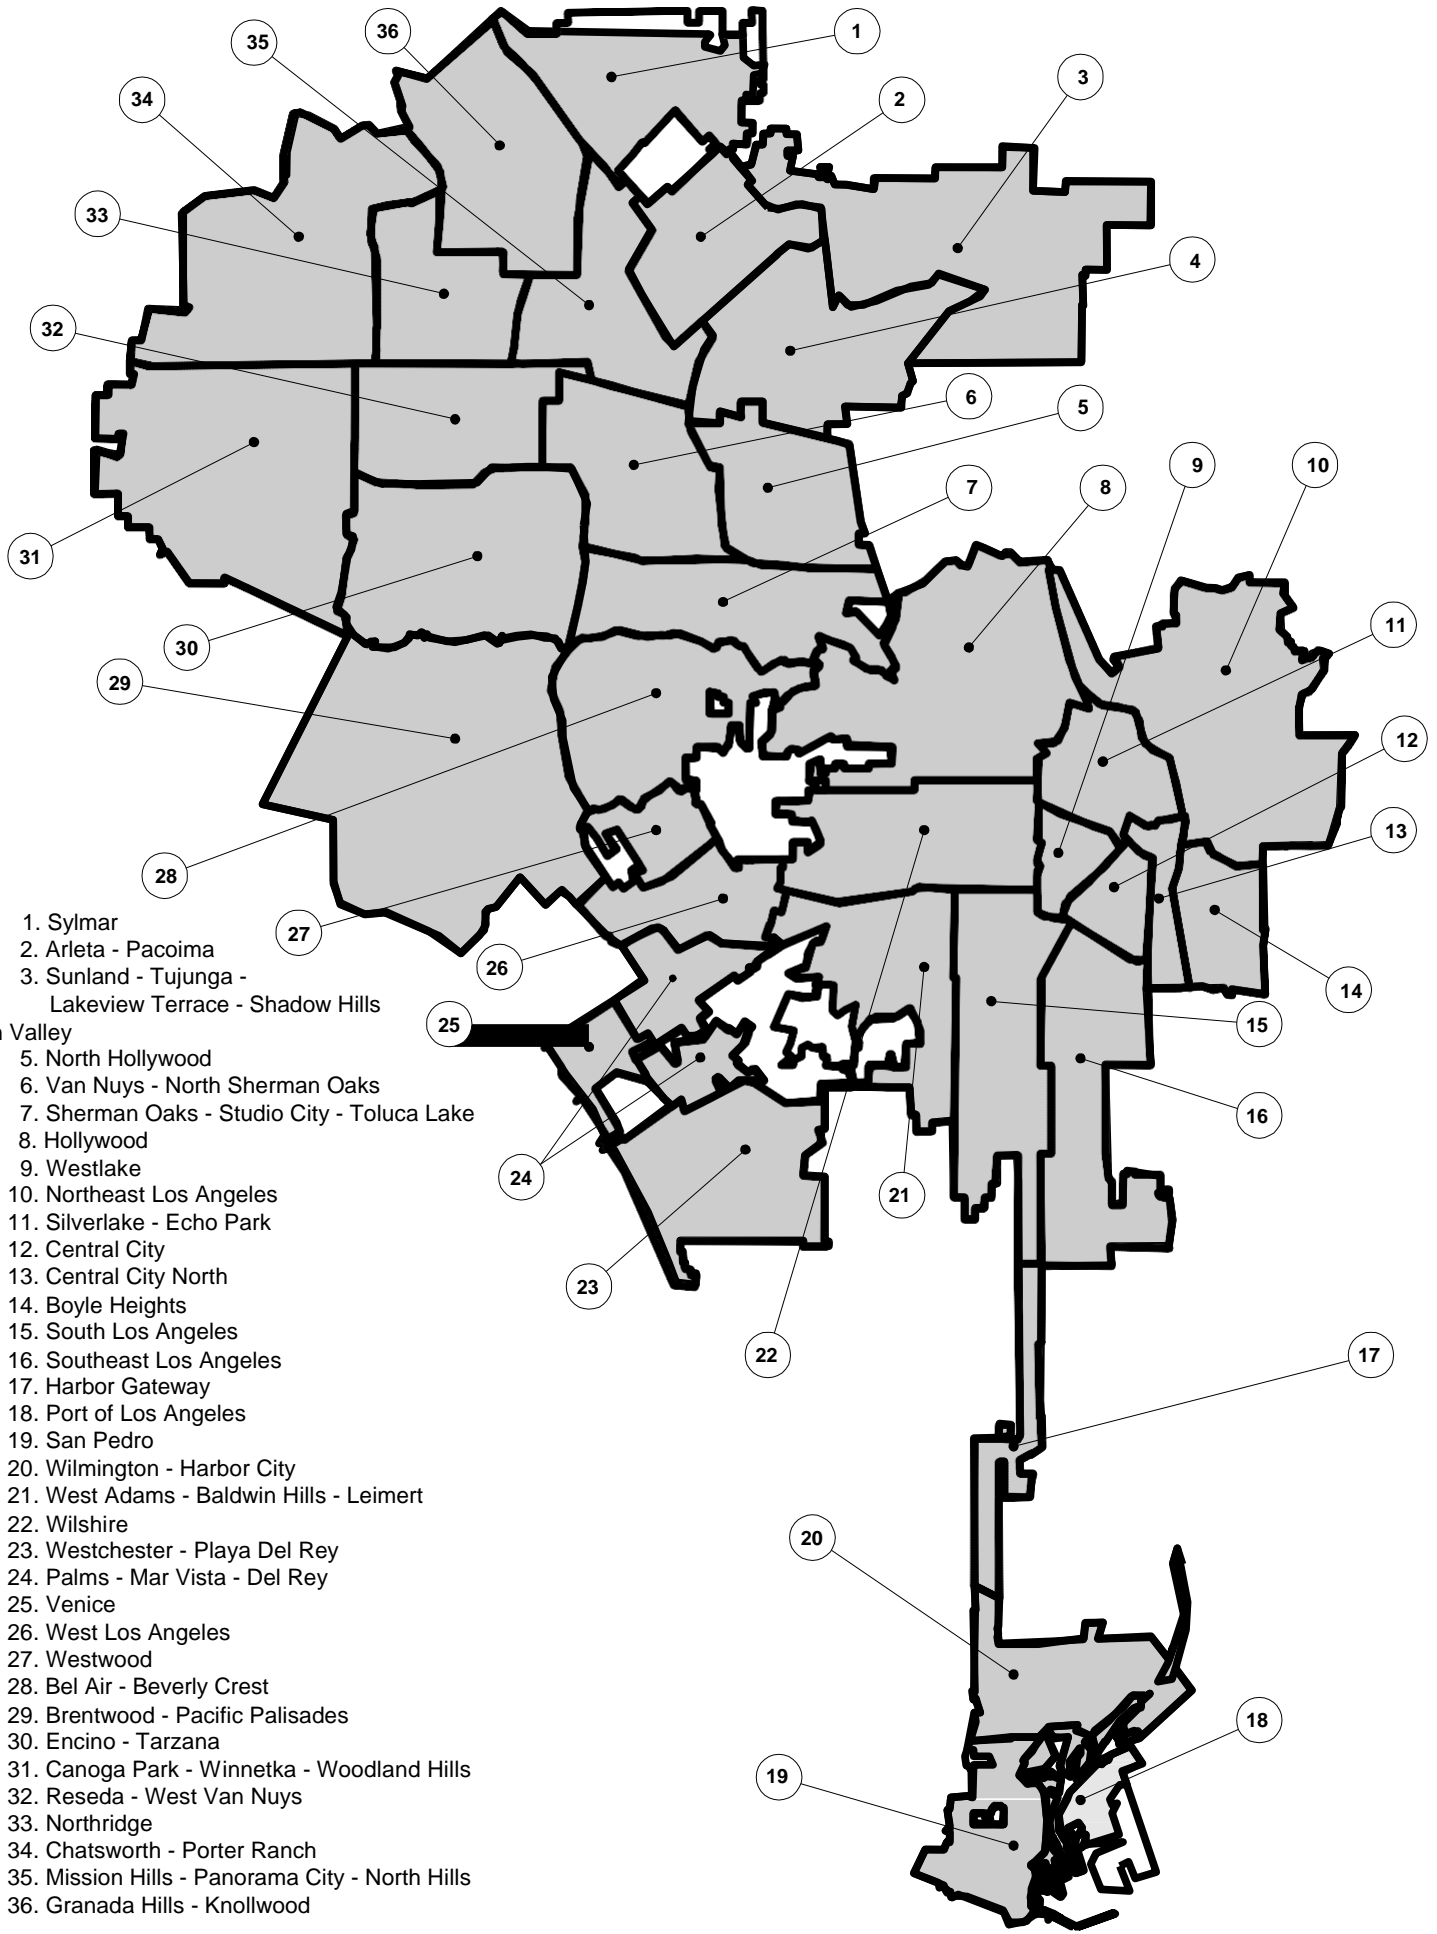 36
1
35
3
34
2
33
4
32
6
5
9
10
7
8
31
11
30
29
12
13
28
1. Sylmar
27
2. Arleta - Pacoima
26
3. Sunland - Tujunga -
14
Lakeview Terrace - Shadow Hills
25
15
Valley
5. North Hollywood
6. Van Nuys - North Sherman Oaks
7. Sherman Oaks - Studio City - Toluca Lake
16
8. Hollywood
9. Westlake
24
10. Northeast Los Angeles
21
11. Silverlake - Echo Park
12. Central City
13. Central City North
23
14. Boyle Heights
15. South Los Angeles
22
17
16. Southeast Los Angeles
17. Harbor Gateway
18. Port of Los Angeles
19. San Pedro
20. Wilmington - Harbor City
21. West Adams - Baldwin Hills - Leimert
22. Wilshire
20
23. Westchester - Playa Del Rey
24. Palms - Mar Vista - Del Rey
25. Venice
26. West Los Angeles
27. Westwood
28. Bel Air - Beverly Crest
29. Brentwood - Pacific Palisades
18
30. Encino - Tarzana
31. Canoga Park - Winnetka - Woodland Hills
19
32. Reseda - West Van Nuys
33. Northridge
34. Chatsworth - Porter Ranch
35. Mission Hills - Panorama City - North Hills
36. Granada Hills - Knollwood